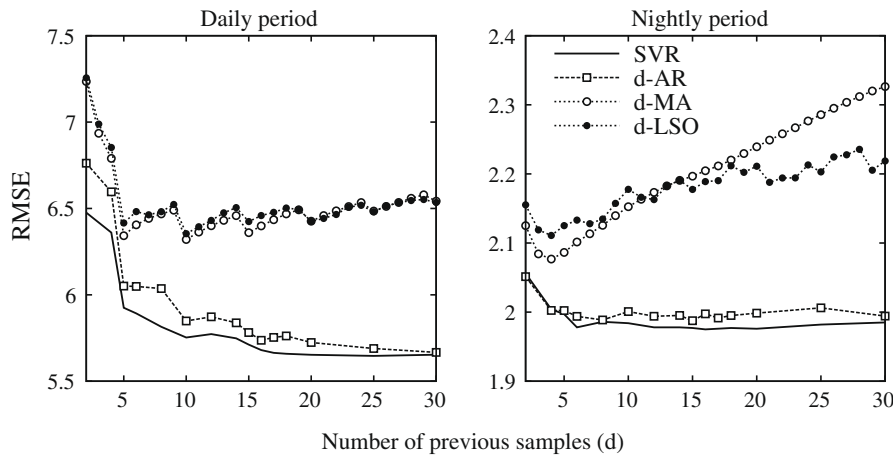 Daily period
Nightly period
RMSE
7.5
7
6.5
6
5.5
5
10
15
20
25
30
2.4
2.3
2.2
2.1
2
1.9
5
10
15
20
25
30
SVR
d-AR
d-MA
d-LSO
Number of previous samples (d)